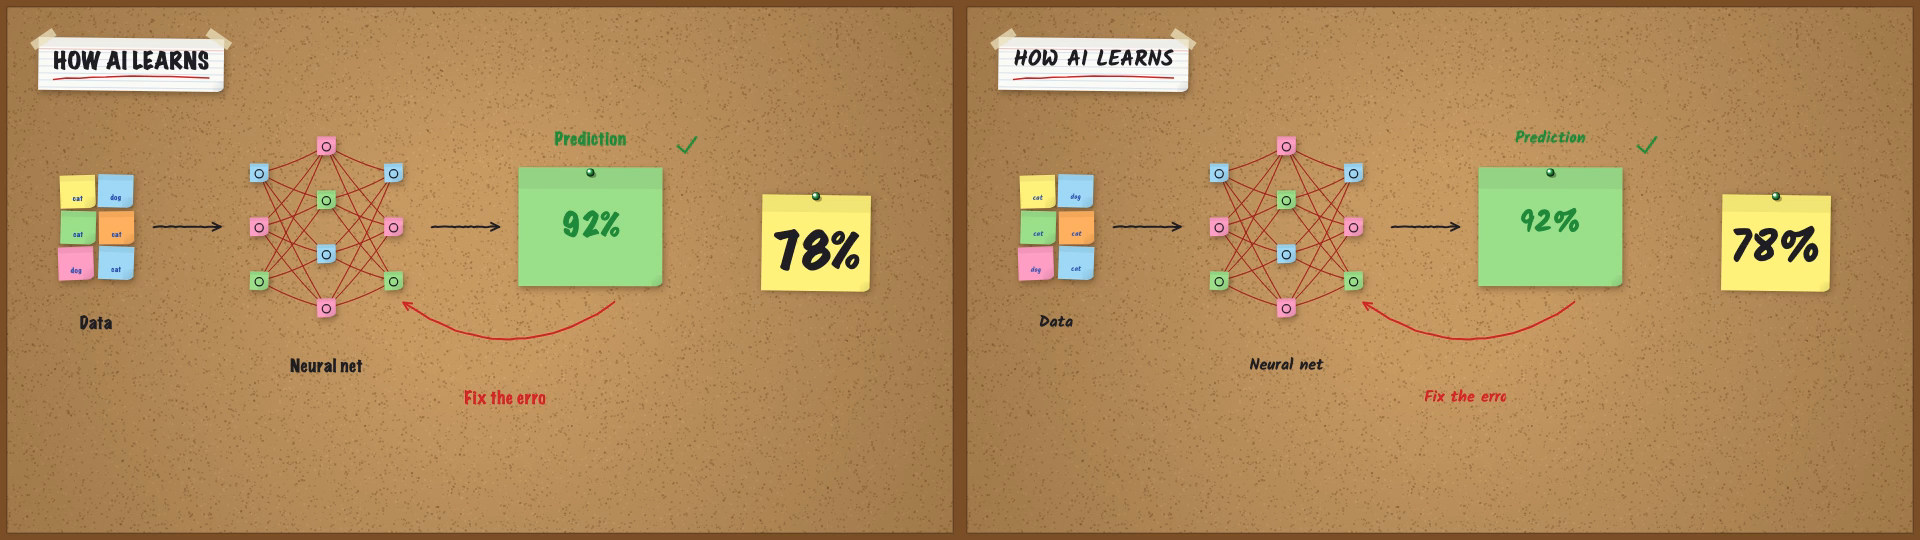 HOW AI LEARNS
Prediction
cat dog
cat cat
dog cat
92%
78%
Data
Neural net
Fix the erro
HOW AI LEARNS
Prediction
cat dog
cat cat
dog cat
92%
78%
Data
Neural net
Fix the erro